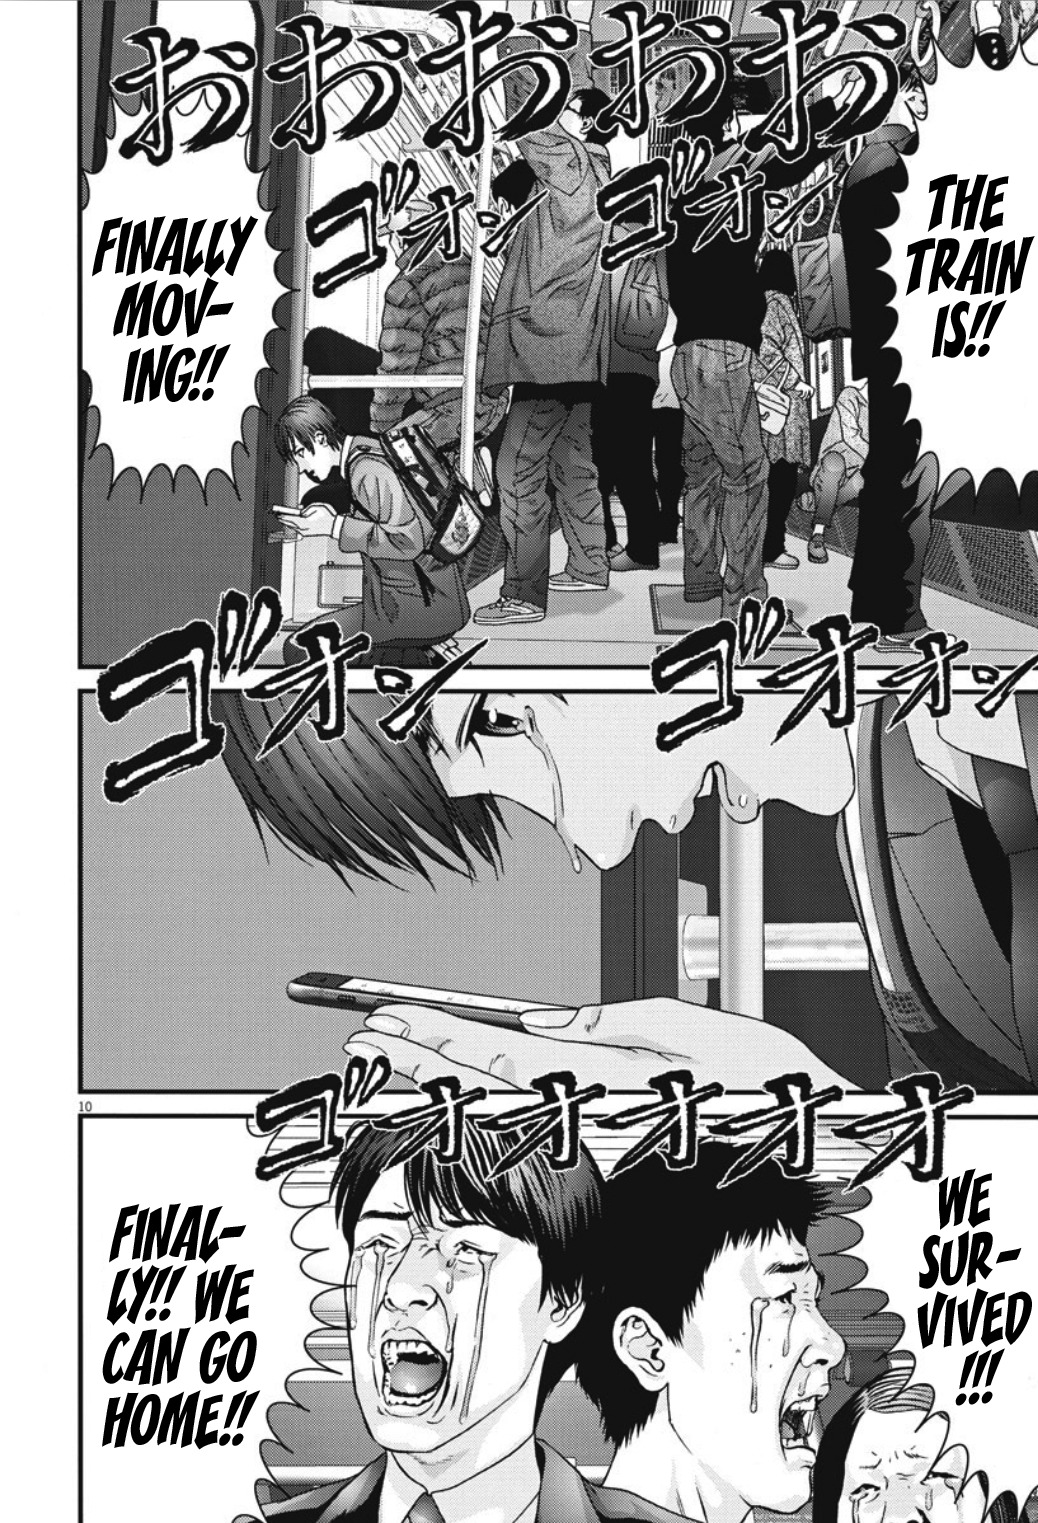 おおおおお
THE
TRAIN
IS!!
ゴオン ゴオン
FINALLY
MOV-
ING!!
ゴオン ゴオオン
10
ゴオオオオオ
WE
SUR-
VIVED
!!!
FINAL-
LY!! WE
CAN GO
HOME!!